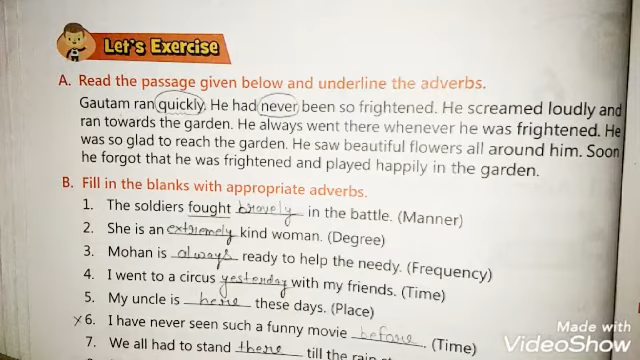 Let's Exercise
A. Read the passage given below and underline the adverbs.
Gautam ran quickly. He had never been so frightened. He screamed loudly and
ran towards the garden. He always went there whenever he was frightened. He
was so glad to reach the garden. He saw beautiful flowers all around him. Soon
he forgot that he was frightened and played happily in the garden.
B. Fill in the blanks with appropriate adverbs.
1. The soldiers fought bravely in the battle. (Manner)
2. She is an extremely kind woman. (Degree)
3. Mohan is always ready to help the needy. (Frequency)
4. I went to a circus yesterday with my friends. (Time)
5. My uncle is here these days. (Place)
x6. I have never seen such a funny movie before. (Time)
7. We all had to stand there till the rain
Made with
VideoShow